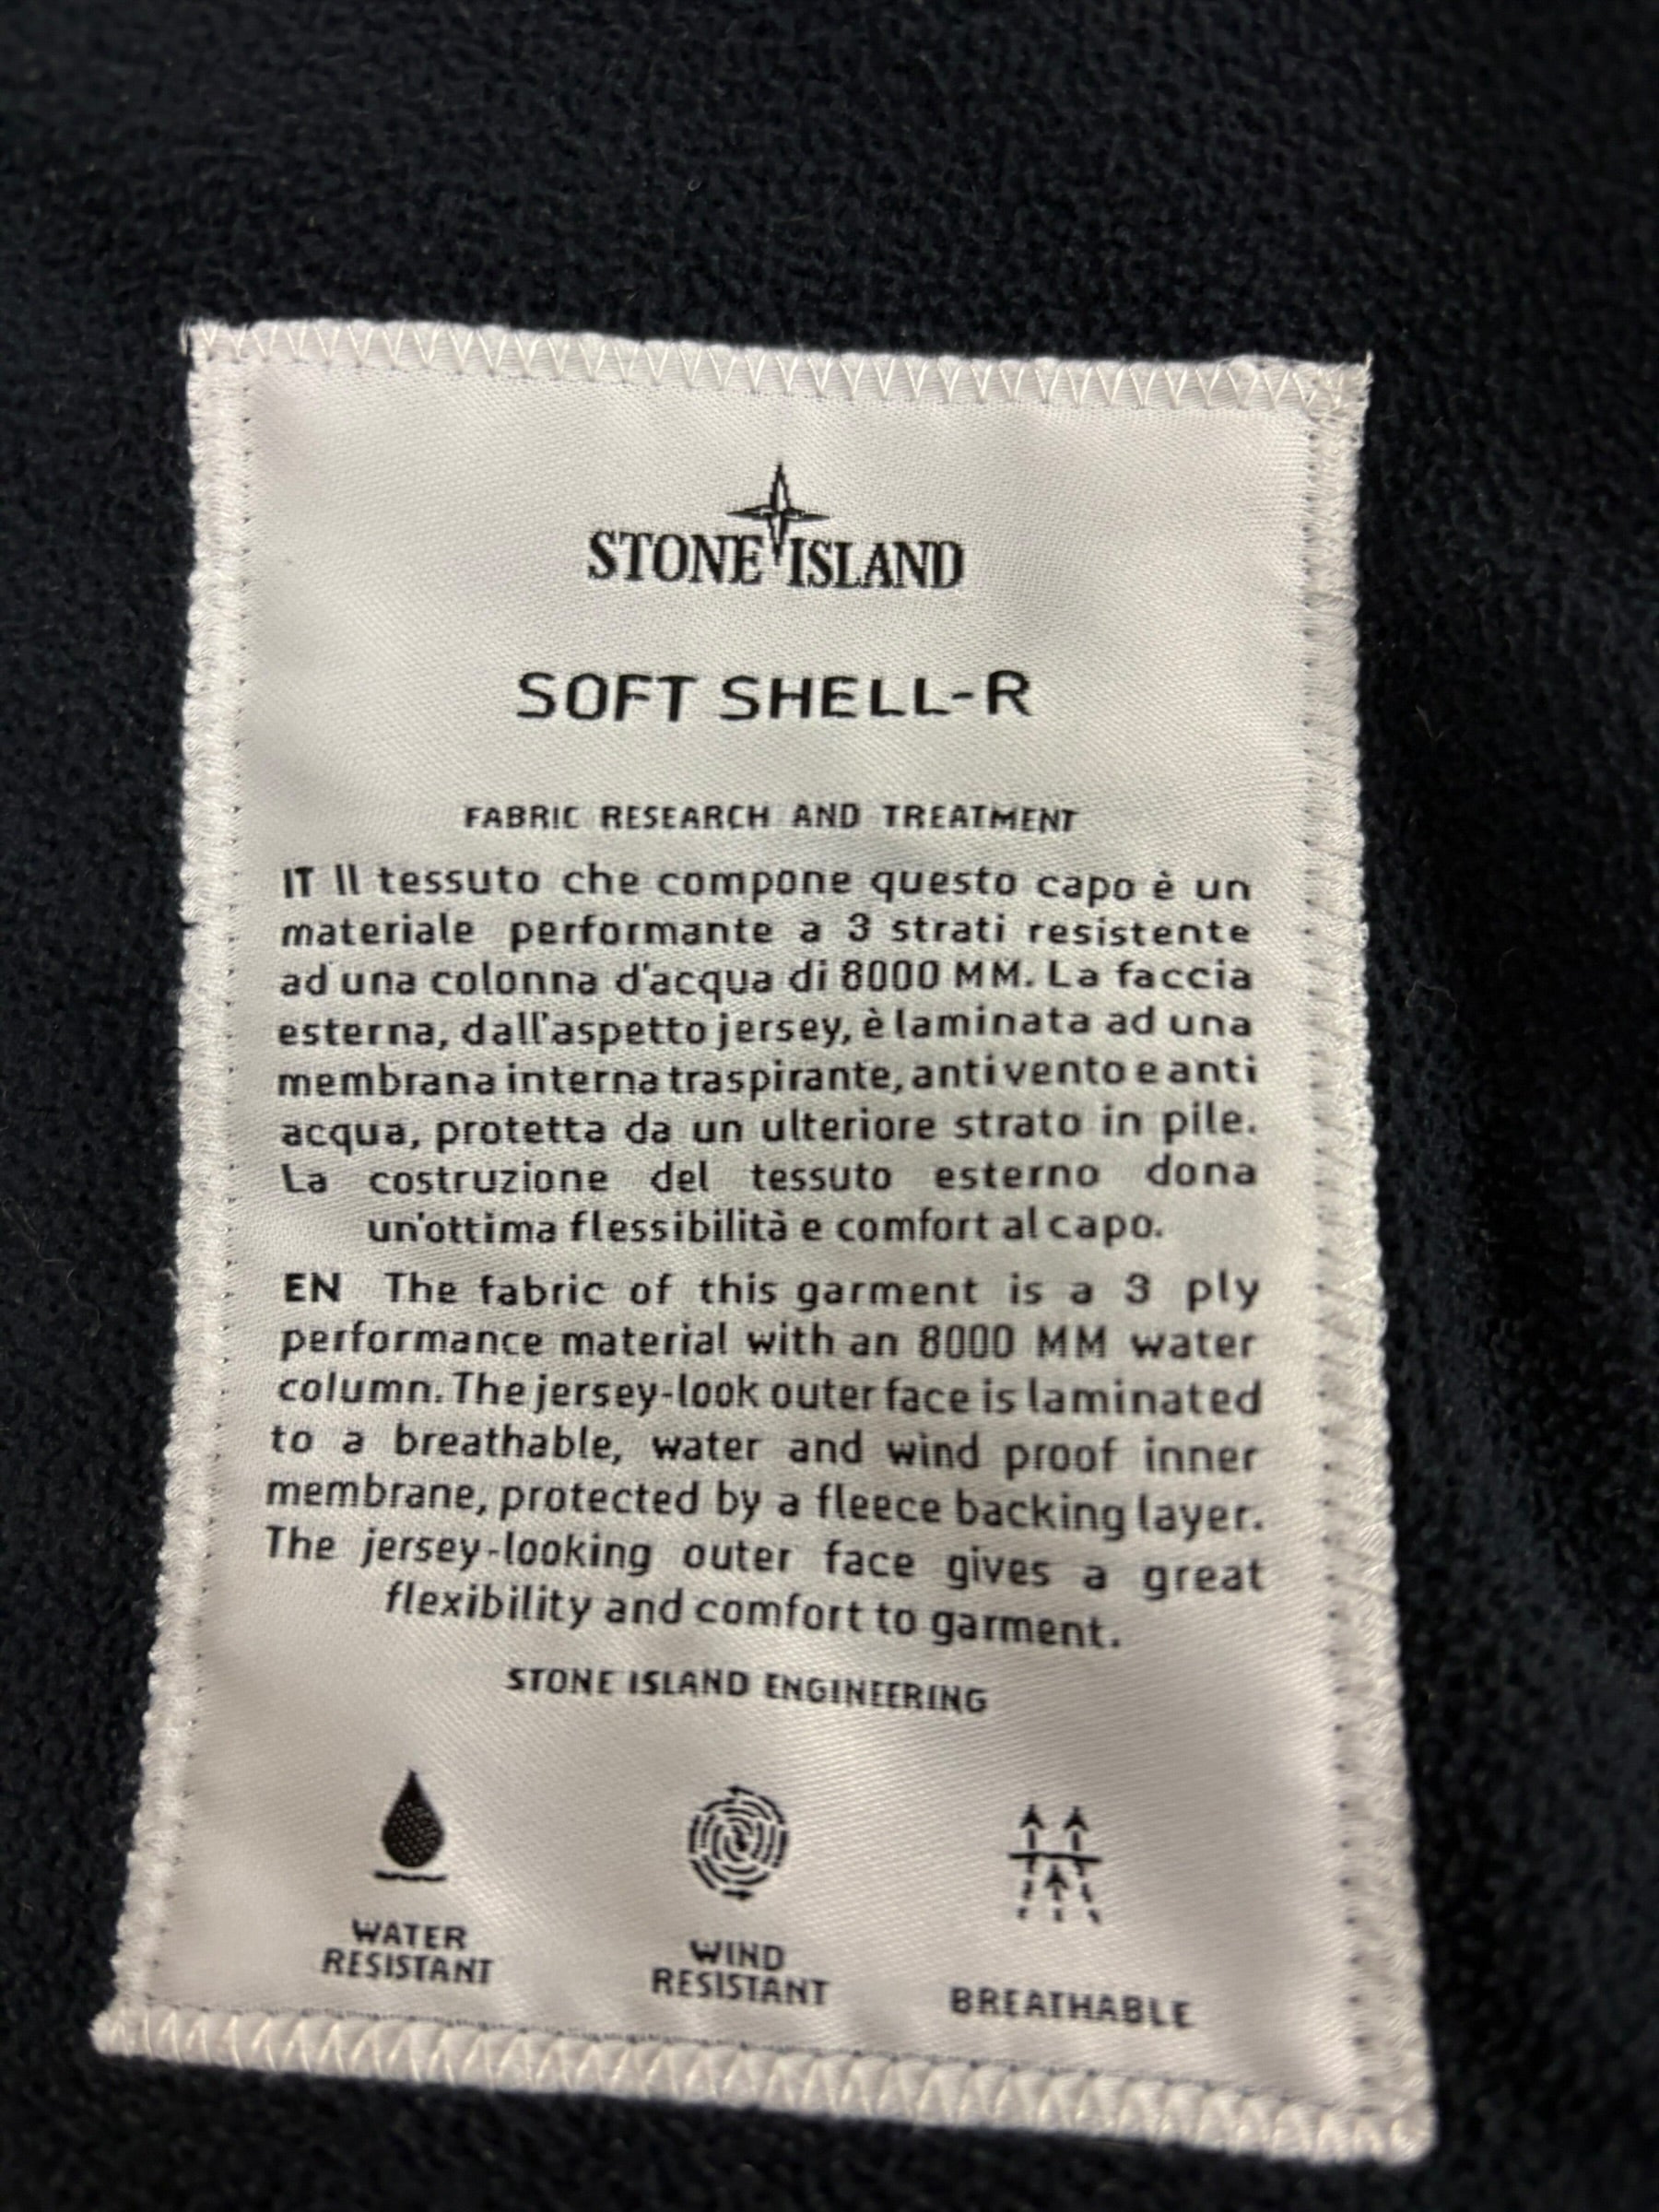 STONE ISLAND
SOFT SHELL-R
FABRIC RESEARCH AND TREATMENT
IT Il tessuto che compone questo capo è un
materiale performante a 3 strati resistente
ad una colonna d'acqua di 8000 MM. La faccia
esterna, dall'aspetto jersey, è laminata ad una
membrana interna traspirante, antivento e anti
acqua, protetta da un ulteriore strato in pile.
La costruzione del tessuto esterno dona
un'ottima flessibilità e comfort al capo.
EN The fabric of this garment is a 3 ply
performance material with an 8000 MM water
column. The jersey-look outer face is laminated
to a breathable, water and wind proof inner
membrane, protected by a fleece backing layer.
The jersey-looking outer face gives a great
flexibility and comfort to garment.
STONE ISLAND ENGINEERING
WATER
RESISTANT
WIND
RESISTANT
BREATHABLE